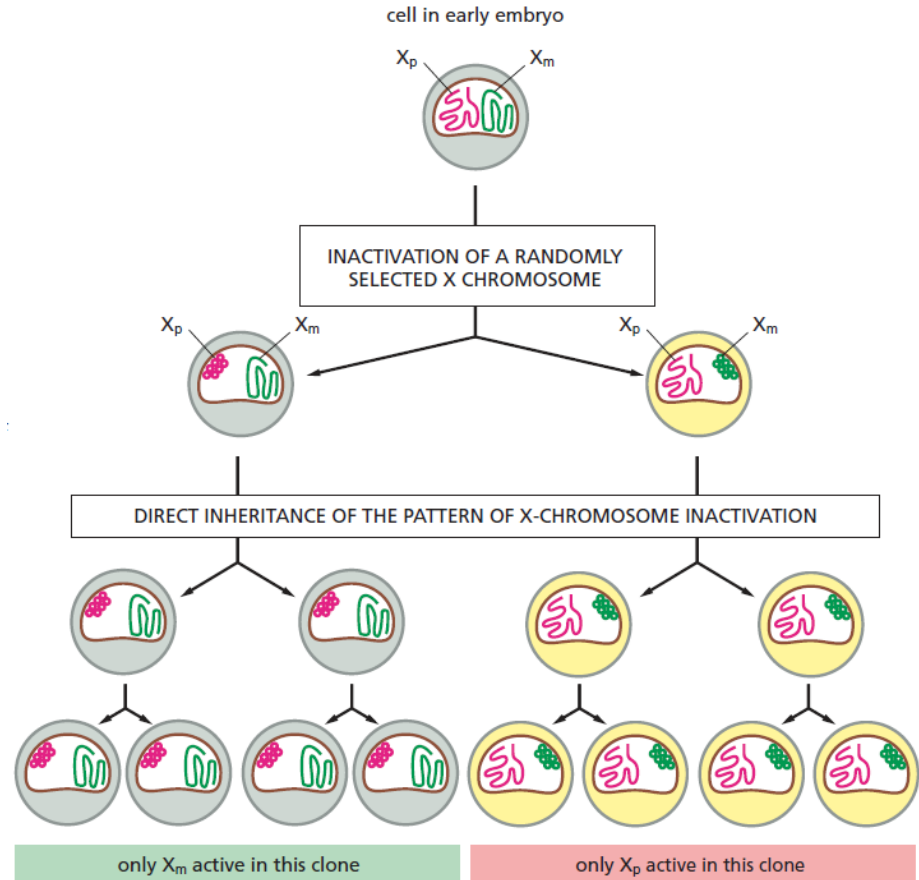 cell in early embryo
Xp Xm
INACTIVATION OF A RANDOMLY
SELECTED X CHROMOSOME
Xp Xm Xp Xm
DIRECT INHERITANCE OF THE PATTERN OF X-CHROMOSOME INACTIVATION
only Xm active in this clone only Xp active in this clone